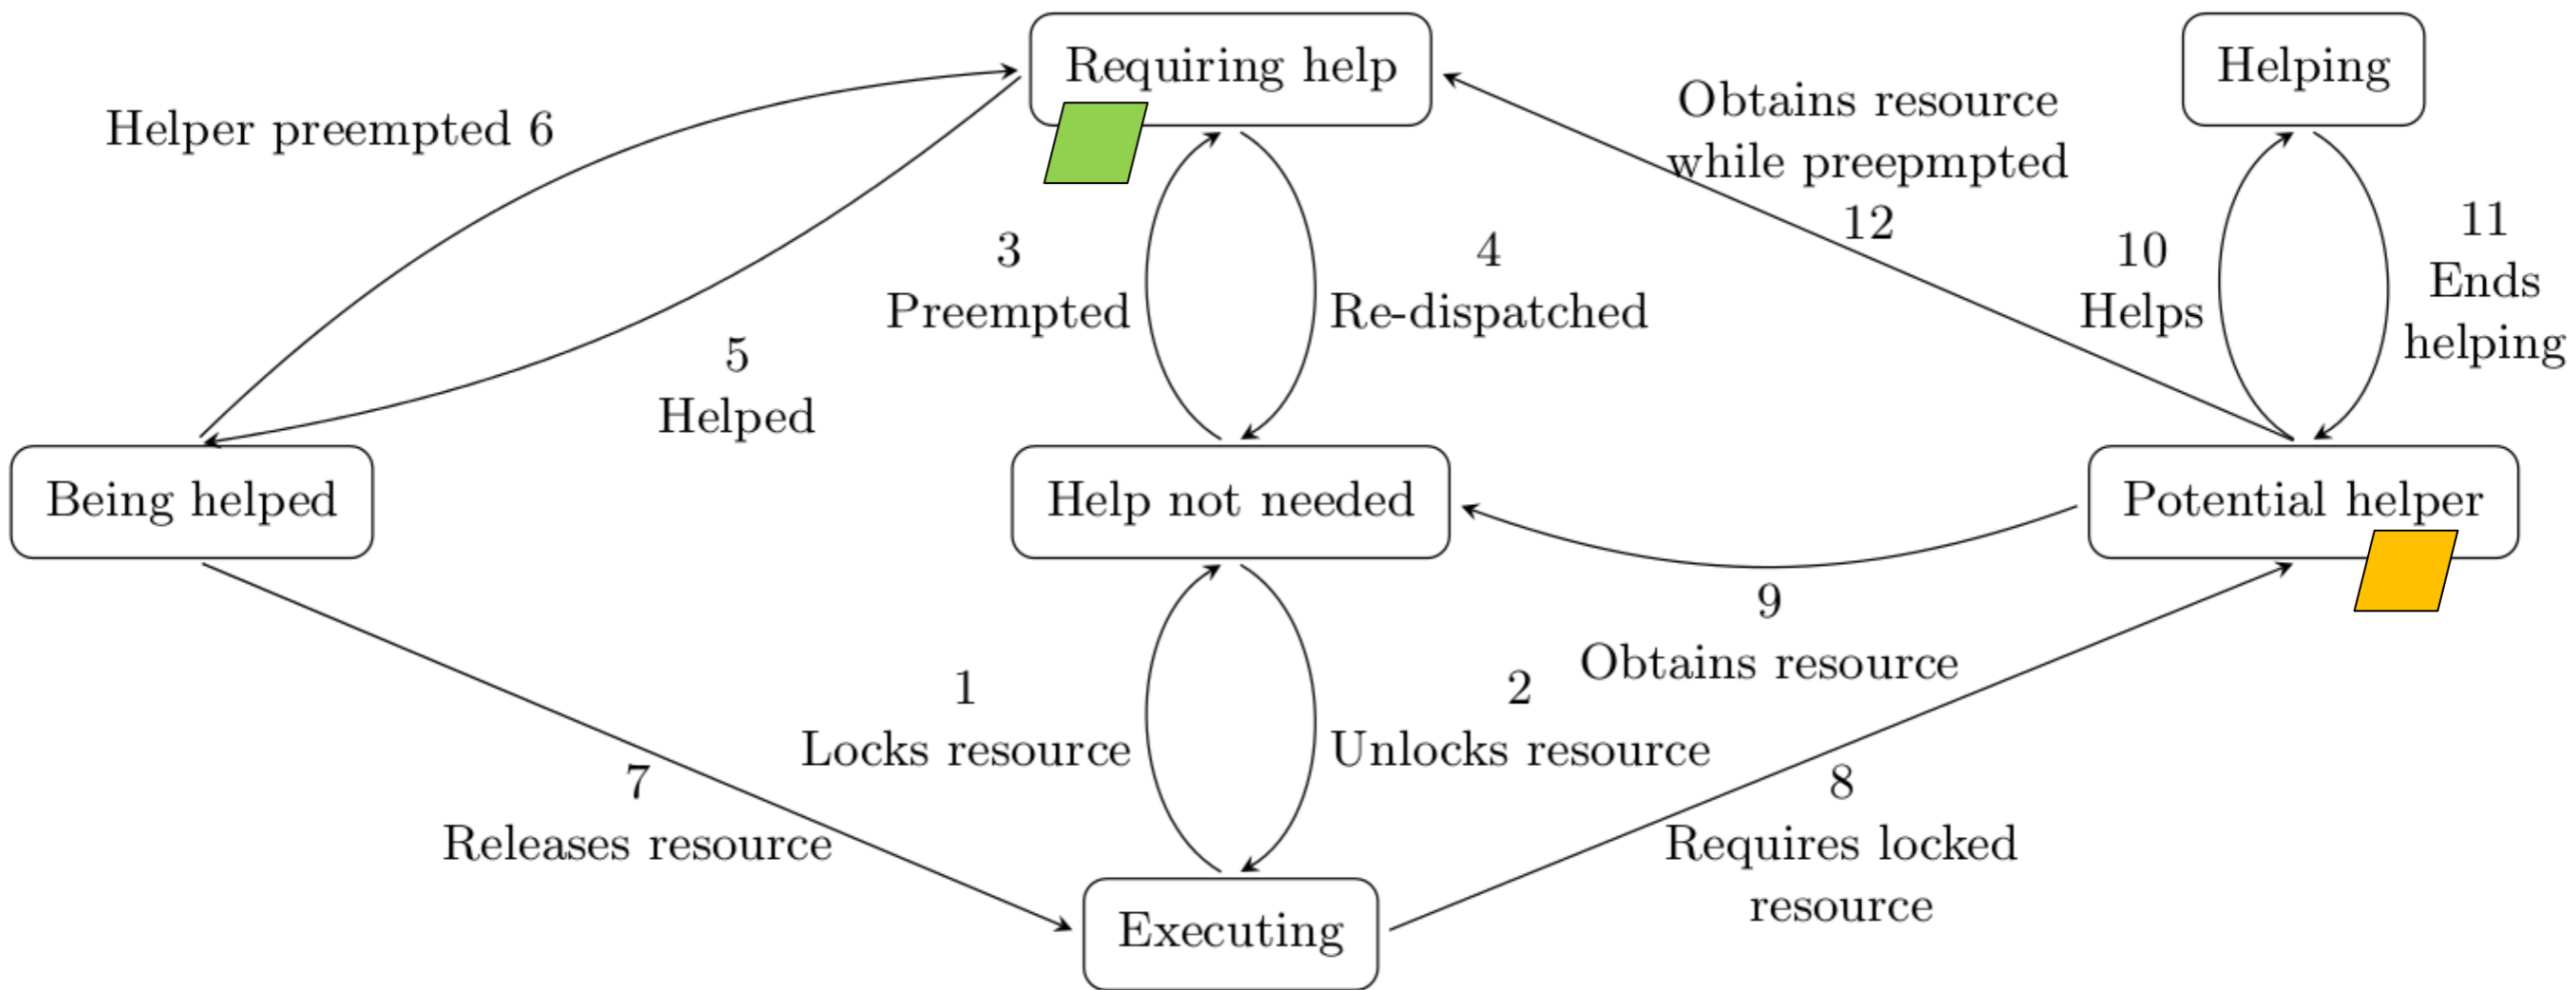 Requiring help
Helping
Helper preempted 6
Obtains resource
while preepmpted
12
3
Preempted
4
Re-dispatched
10
Helps
11
Ends
helping
5
Helped
Being helped
Help not needed
Potential helper
9
Obtains resource
1
Locks resource
2
Unlocks resource
7
Releases resource
8
Requires locked
resource
Executing